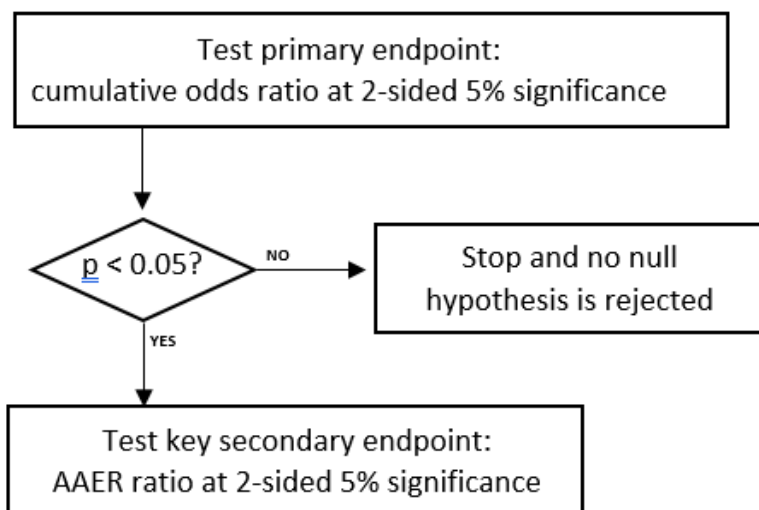 Test primary endpoint:
cumulative odds ratio at 2-sided 5% significance
p < 0.05?
NO
Stop and no null
hypothesis is rejected
YES
Test key secondary endpoint:
AAER ratio at 2-sided 5% significance